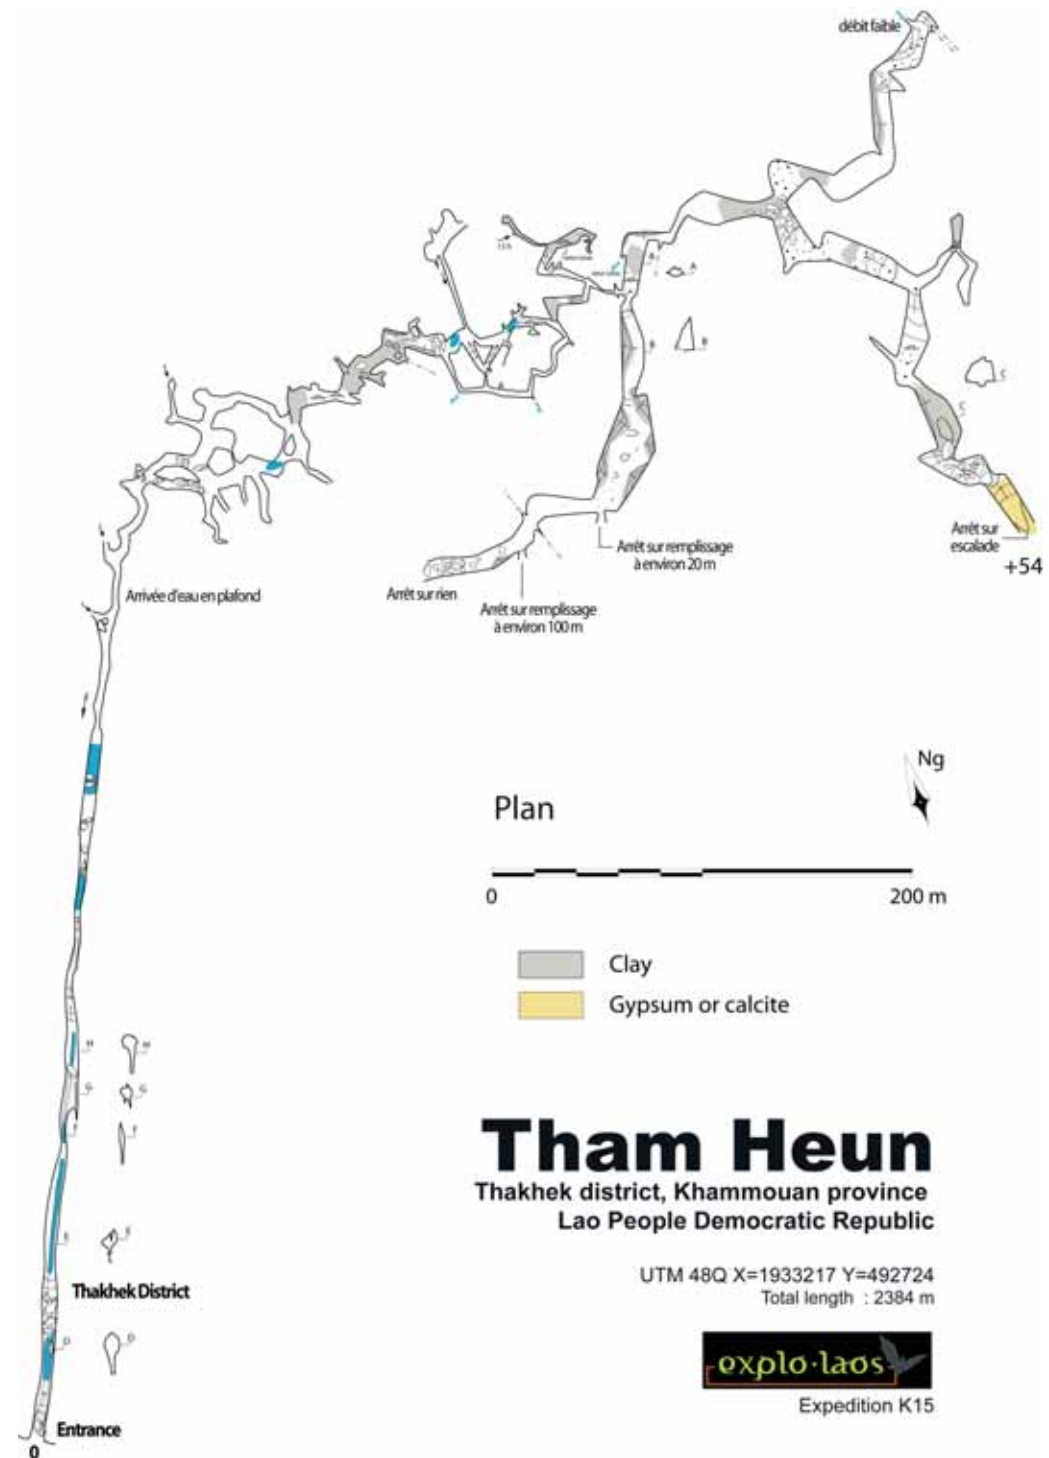 débit faible
A
A
B
B
C
C
Arrêt sur
escalade
+54
Arrêt sur remplissage
à environ 20 m
Arrêt sur rien
Arrêt sur remplissage
à environ 100 m
Arrivée d'eau en plafond
Ng
Plan
0
200 m
Clay
Gypsum or calcite
H
H
G
G
F
F
E
E
Thakhek District
D
D
Entrance
0
Tham Heun
Thakhek district, Khammouan province
Lao People Democratic Republic
UTM 48Q X=1933217 Y=492724
Total length : 2384 m
explo·laos
Expedition K15